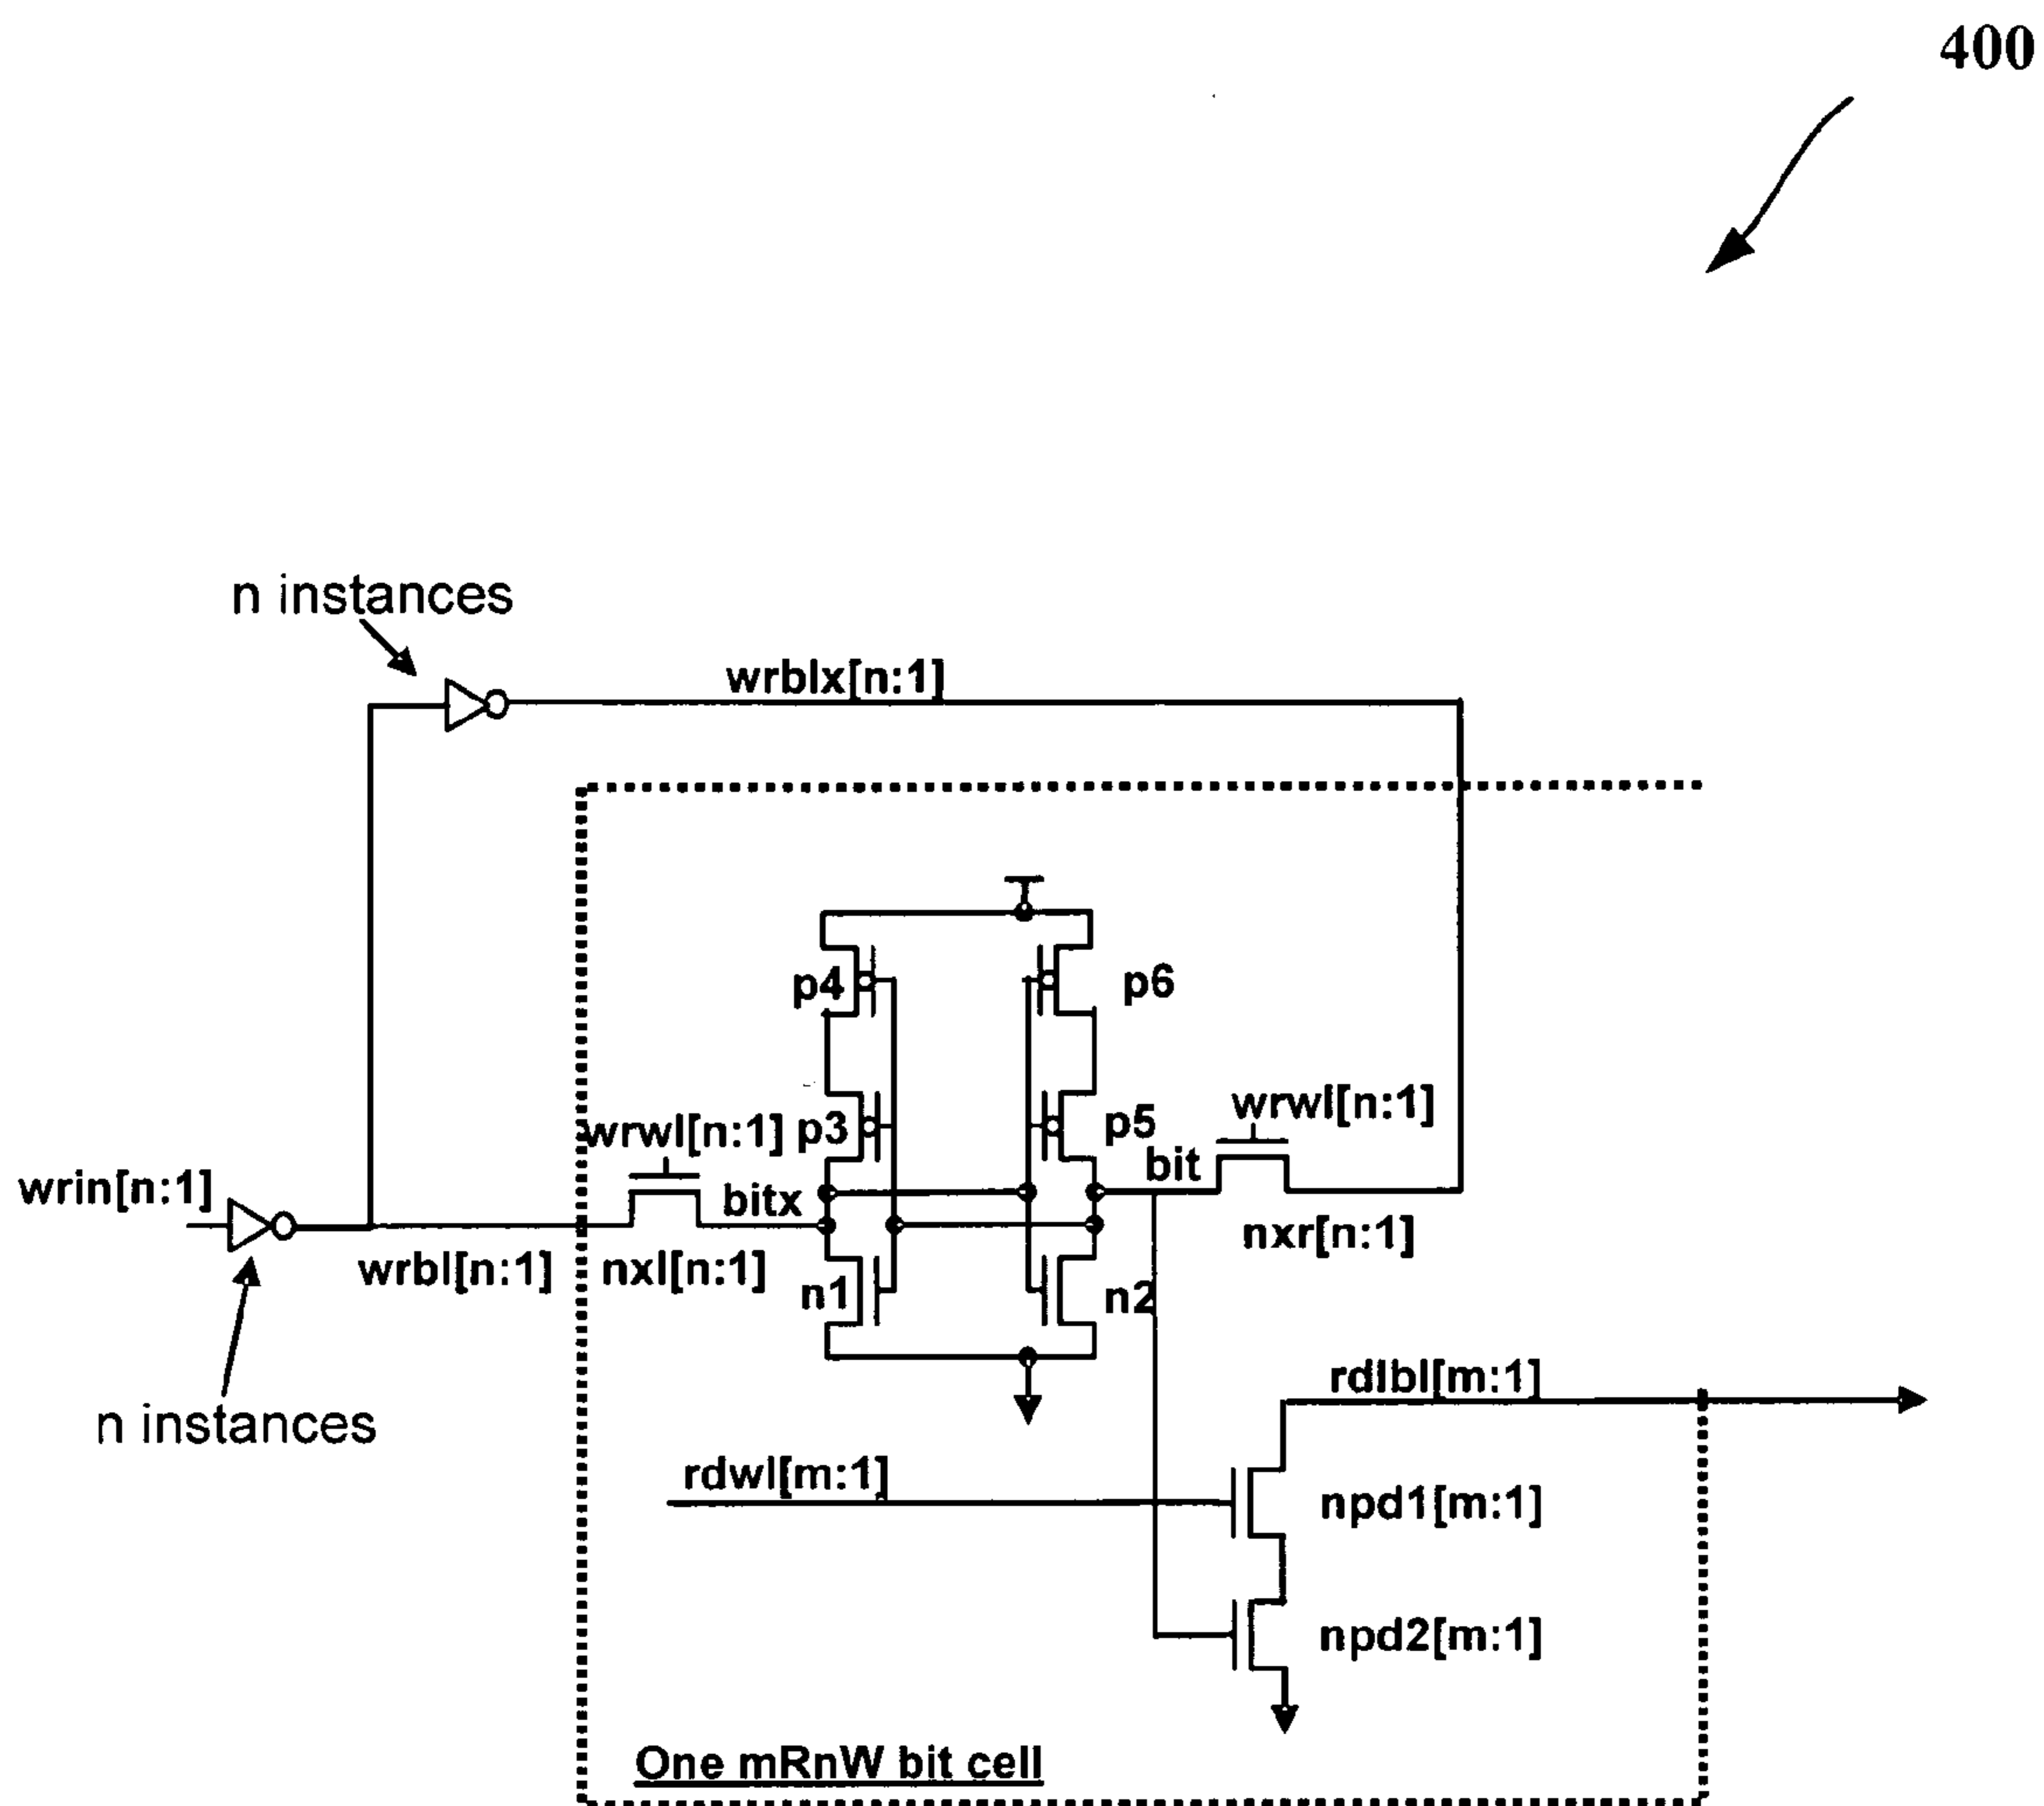 400
n instances
wrblx[n:1]
p4
p6
wrwl[n:1]
p3
p5
wrwl[n:1]
bit
wrin[n:1]
bitx
nxr[n:1]
wrbl[n:1]
nxl[n:1]
n1
n2
n instances
rdlbl[m:1]
rdwl[m:1]
npd1[m:1]
npd2[m:1]
One mRnW bit cell